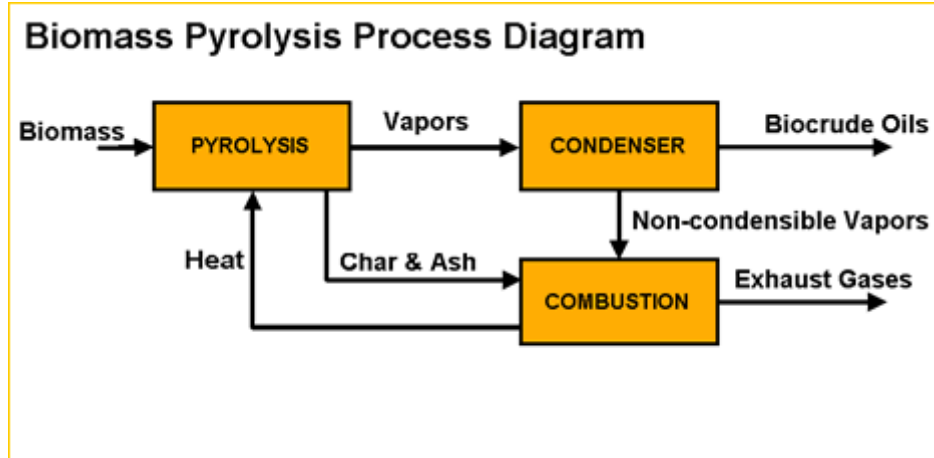 Biomass Pyrolysis Process Diagram
Biomass
PYROLYSIS
Vapors
CONDENSER
Biocrude Oils
Non-condensible Vapors
Heat
Char & Ash
COMBUSTION
Exhaust Gases